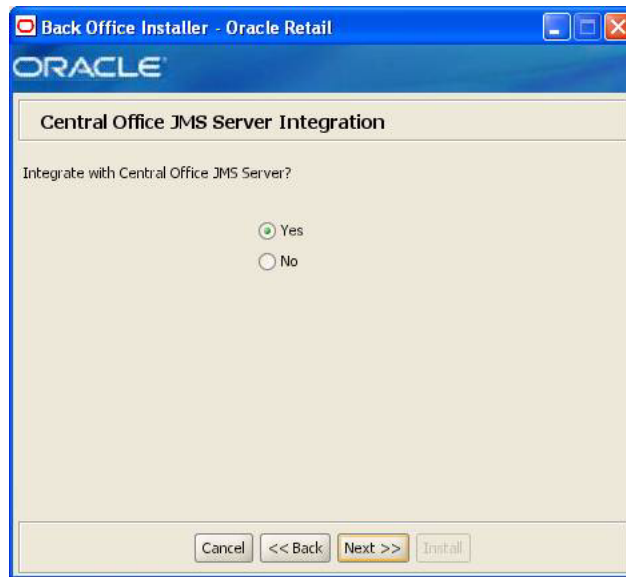 Back Office Installer - Oracle Retail
ORACLE
Central Office JMS Server Integration
Integrate with Central Office JMS Server?
Yes
No
Cancel << Back Next >> Install